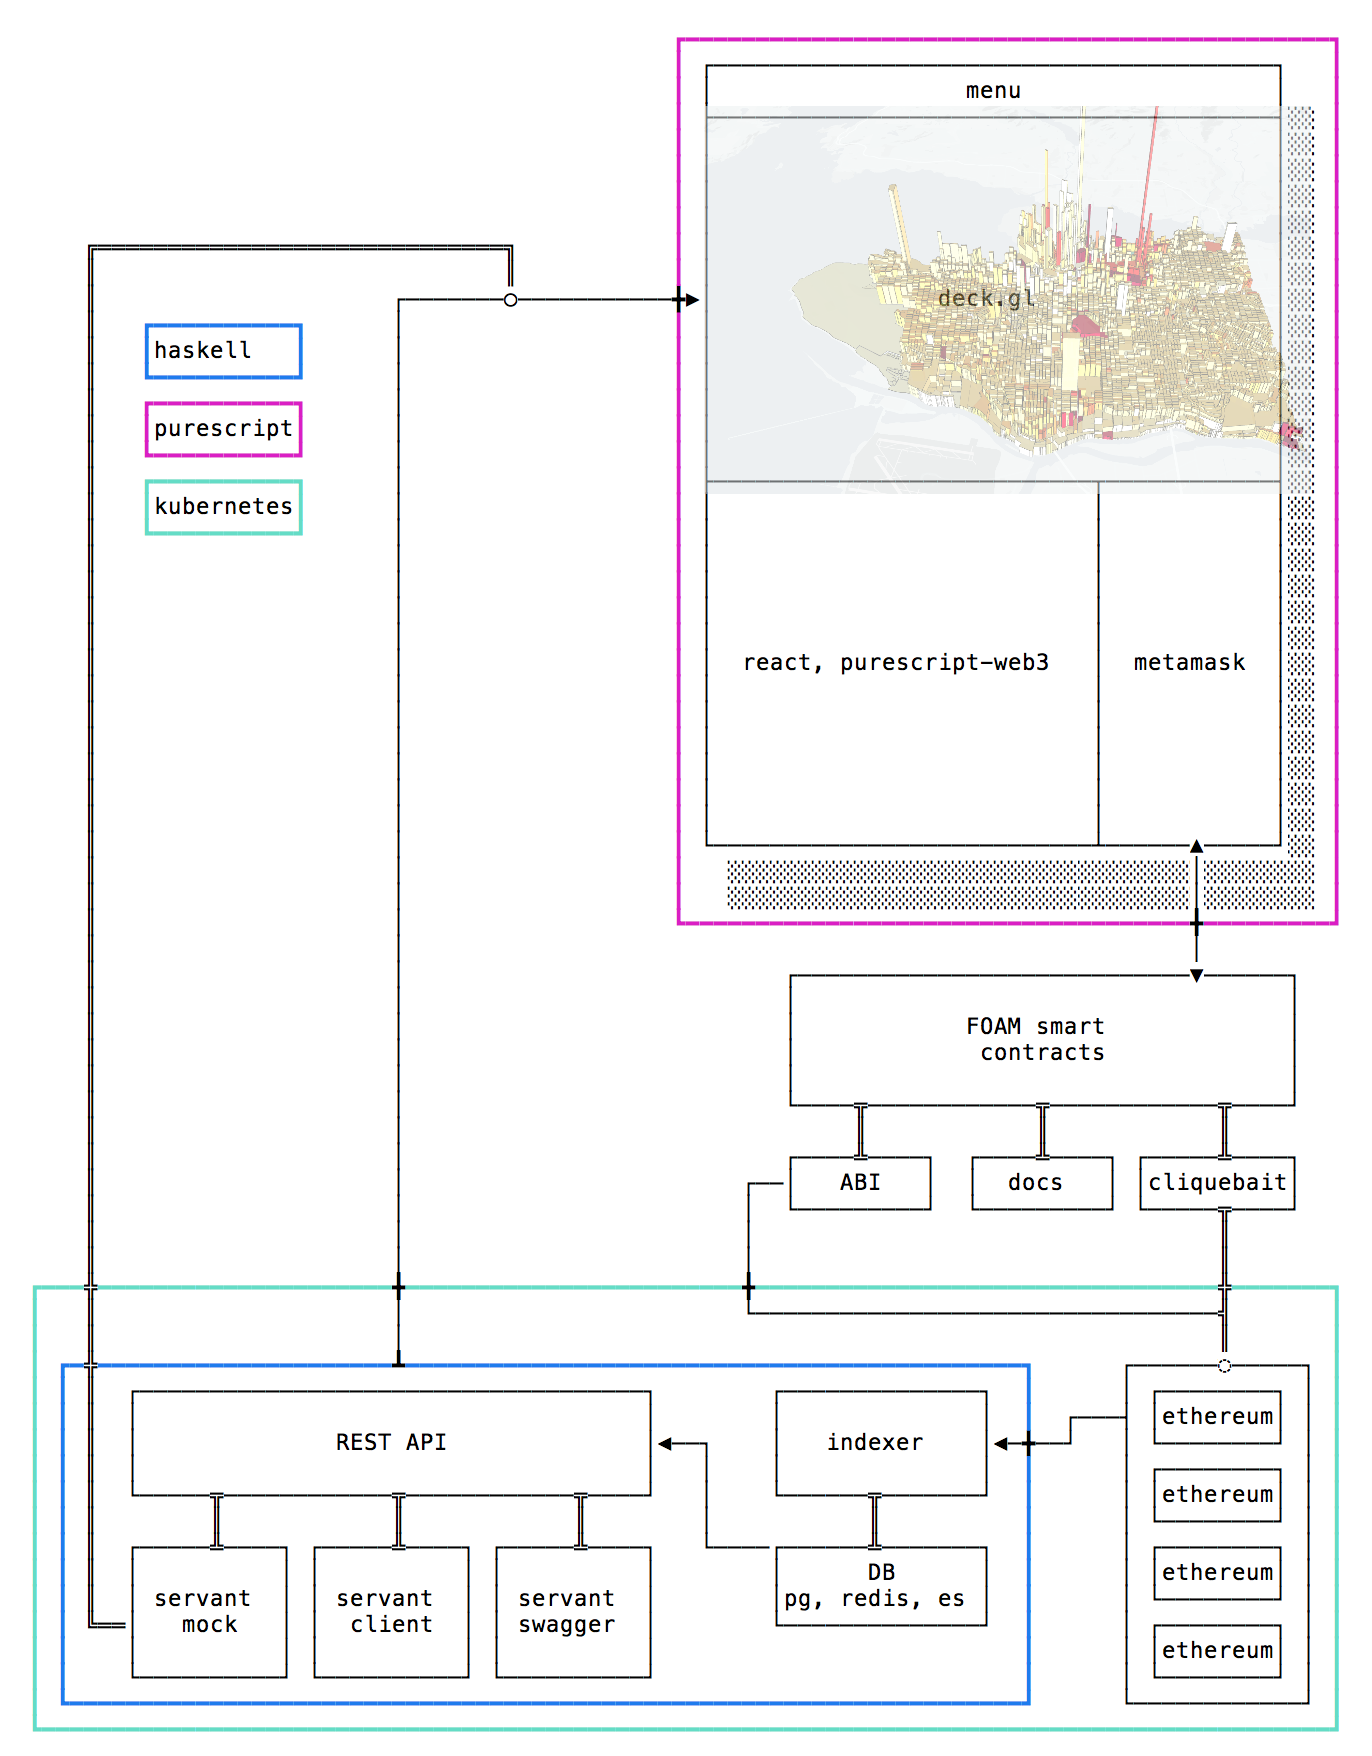 menu
deck.gl
haskell
purescript
kubernetes
react, purescript-web3
metamask
FOAM smart
contracts
ABI
docs
cliquebait
REST API
indexer
ethereum
ethereum
ethereum
ethereum
servant
mock
servant
client
servant
swagger
DB
pg, redis, es